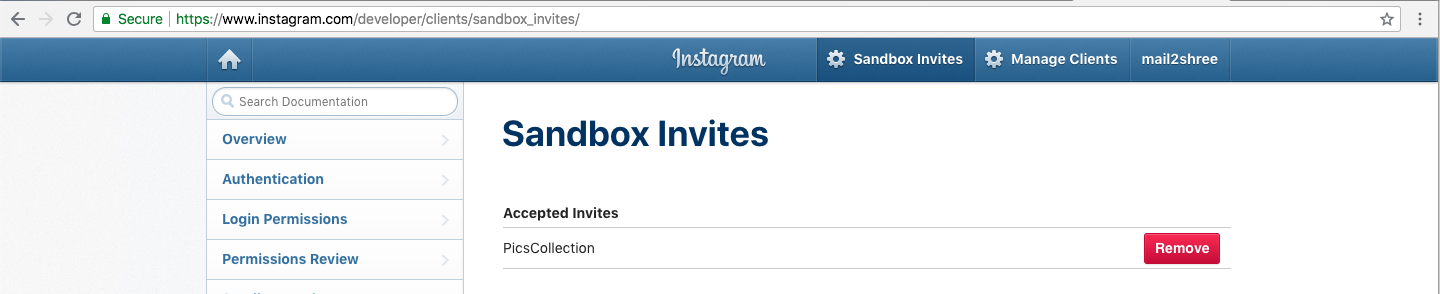 Secure https://www.instagram.com/developer/clients/sandbox_invites/
Instagram Sandbox Invites Manage Clients mail2shree
Search Documentation
Overview
Authentication
Login Permissions
Permissions Review
Sandbox Invites
Accepted Invites
PicsCollection Remove